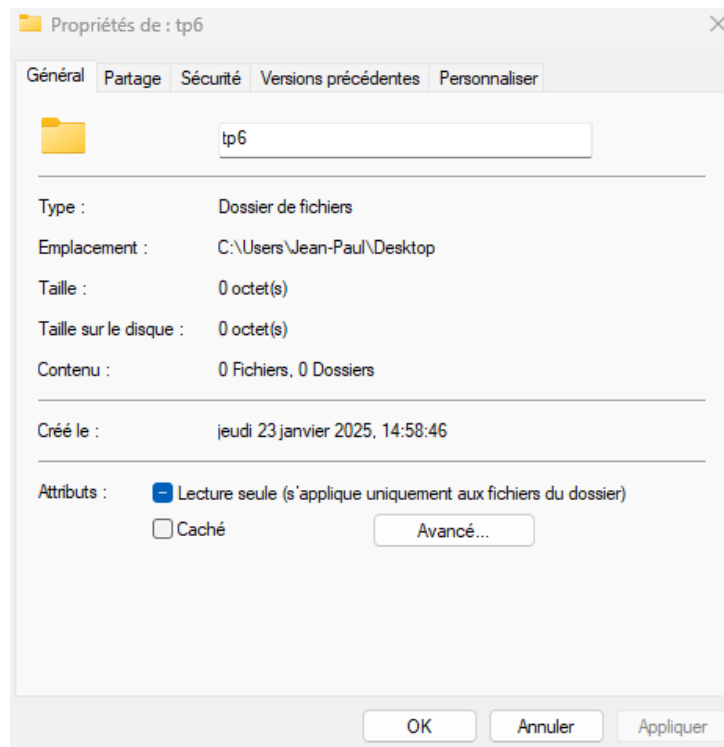 Propriétés de : tp6
Général Partage Sécurité Versions précédentes Personnaliser
tp6
Type : Dossier de fichiers
Emplacement : C:\Users\Jean-Paul\Desktop
Taille : 0 octet(s)
Taille sur le disque : 0 octet(s)
Contenu : 0 Fichiers, 0 Dossiers
Créé le : jeudi 23 janvier 2025, 14:58:46
Attributs : Lecture seule (s'applique uniquement aux fichiers du dossier)
Caché Avancé...
OK Annuler Appliquer